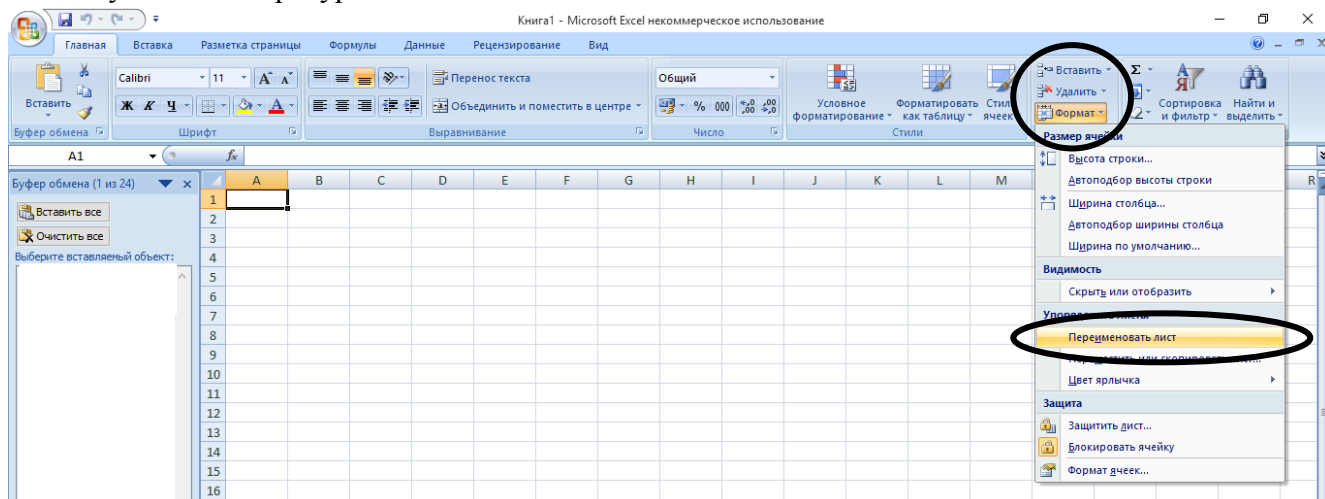 Книга1 - Microsoft Excel некоммерческое использование
Главная Вставка Разметка страницы Формулы Данные Рецензирование Вид
Вставить
Буфер обмена
Calibri 11
Ж К Ч
Шрифт
Перенос текста
Объединить и поместить в центре
Выравнивание
Общий
% 000
Число
Условное форматирование
Форматировать как таблицу
Стили
Вставить
Удалить
Формат
Сортировка и фильтр
Найти и выделить
A1
fx
Буфер обмена (1 из 24)
Вставить все
Очистить все
Выберите вставляемый объект:
A B C D E F G H I J K L M R
1
2
3
4
5
6
7
8
9
10
11
12
13
14
15
16
Размер ячейки
Высота строки...
Автоподбор высоты строки
Ширина столбца...
Автоподбор ширины столбца
Ширина по умолчанию...
Видимость
Скрыть или отобразить
Переименовать лист
Цвет ярлычка
Защита
Защитить лист...
Блокировать ячейку
Формат ячеек...